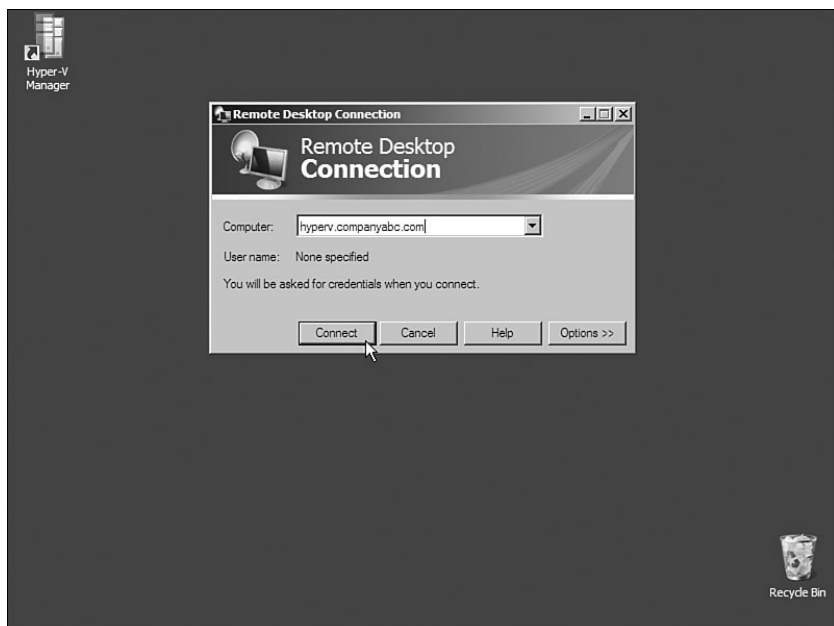 Hyper-V
Manager
Remote Desktop Connection
Remote Desktop
Connection
Computer: hyperv.companyabc.com
User name: None specified
You will be asked for credentials when you connect.
Connect Cancel Help Options >>
Recycle Bin